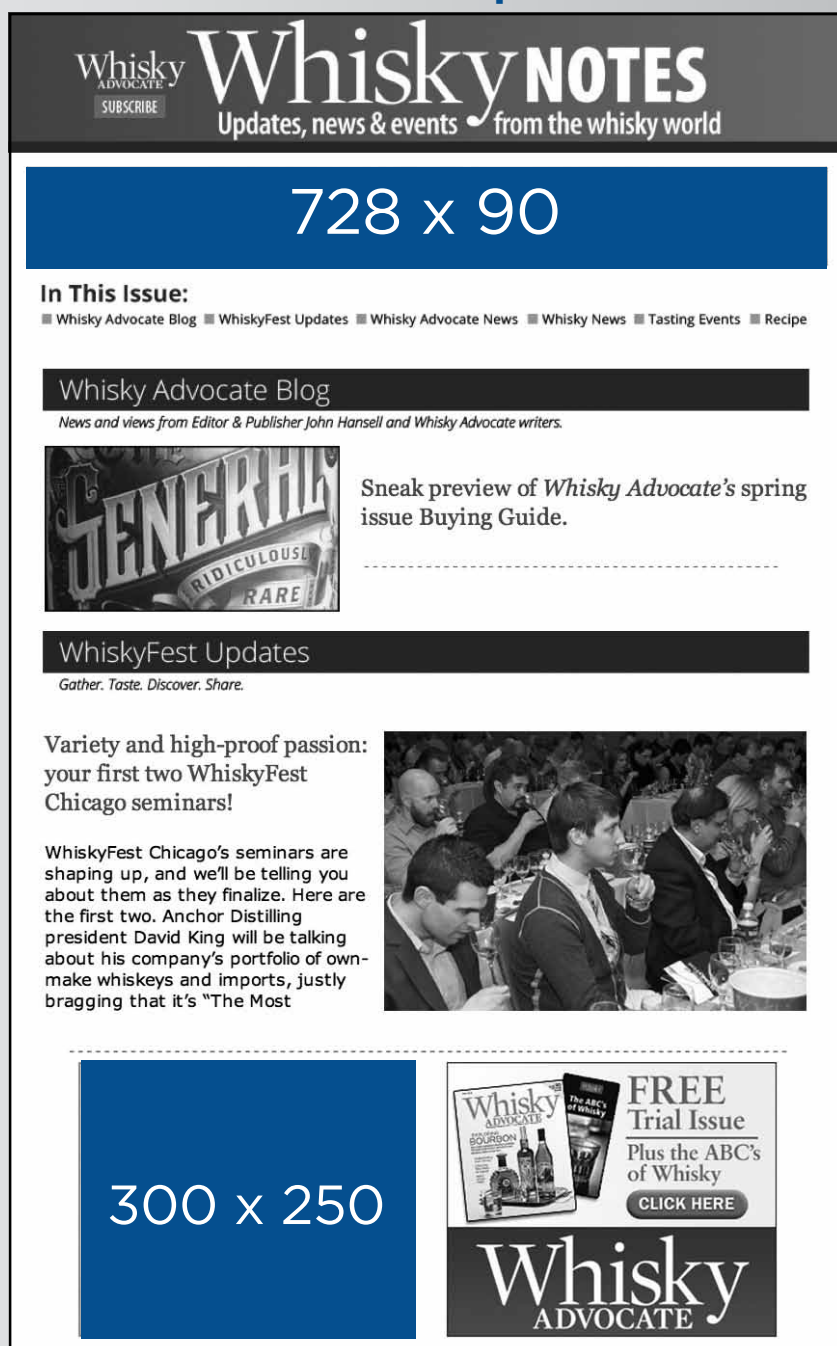 Whisky
ADVOCATE
SUBSCRIBE
Whisky NOTES
Updates, news & events from the whisky world
728 x 90
In This Issue:
Whisky Advocate Blog Whiskyfest Updates Whisky Advocate News Whisky News Tasting Events Recipe
Whisky Advocate Blog
News and views from Editor & Publisher John Hansell and Whisky Advocate writers.
GENERAL
RIDICULOUSLY
RARE
Sneak preview of Whisky Advocate's spring
issue Buying Guide.
WhiskyFest Updates
Gather. Taste. Discover. Share.
Variety and high-proof passion:
your first two WhiskyFest
Chicago seminars!
WhiskyFest Chicago's seminars are
shaping up, and we'll be telling you
about them as they finalize. Here are
the first two. Anchor Distilling
president David King will be talking
about his company's portfolio of own-
make whiskeys and imports, justly
bragging that it's "The Most
300 x 250
Whisky
ADVOCATE
BOURBON
The ABC's
of Whisky
FREE
Trial Issue
Plus the ABC's
of Whisky
CLICK HERE
Whisky
ADVOCATE